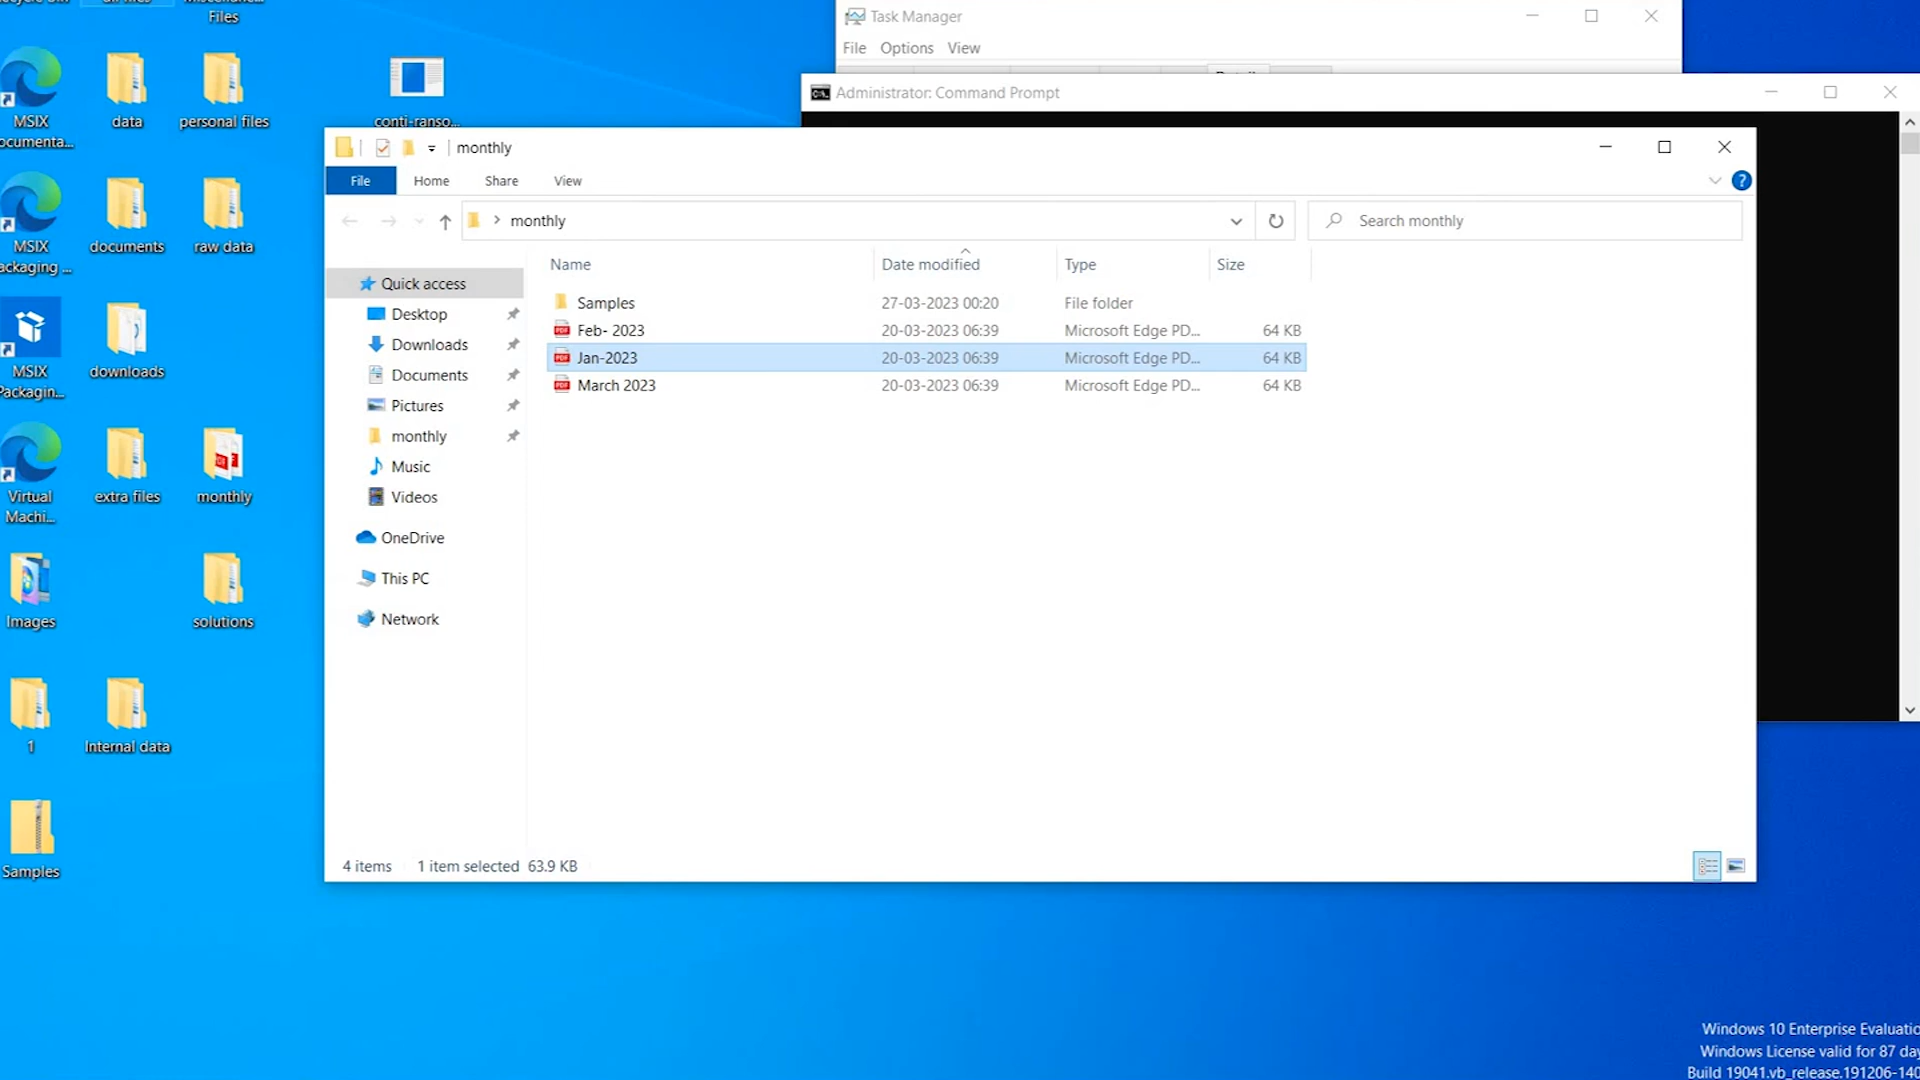 Files
MSIX
ocumenta...
data
personal files
conti-ranso...
MSIX
ackaging ...
documents
raw data
MSIX
Packagin...
downloads
Virtual
Machi...
extra files
monthly
Images
solutions
1
Internal data
Samples
Task Manager
File Options View
Administrator: Command Prompt
monthly
File Home Share View
monthly
Search monthly
Name Date modified Type Size
Samples 27-03-2023 00:20 File folder
Feb- 2023 20-03-2023 06:39 Microsoft Edge PD... 64 KB
Jan-2023 20-03-2023 06:39 Microsoft Edge PD... 64 KB
March 2023 20-03-2023 06:39 Microsoft Edge PD... 64 KB
Quick access
Desktop
Downloads
Documents
Pictures
monthly
Music
Videos
OneDrive
This PC
Network
4 items 1 item selected 63.9 KB
Windows 10 Enterprise Evaluatio
Windows License valid for 87 day
Build 19041.vb_release.191206-140